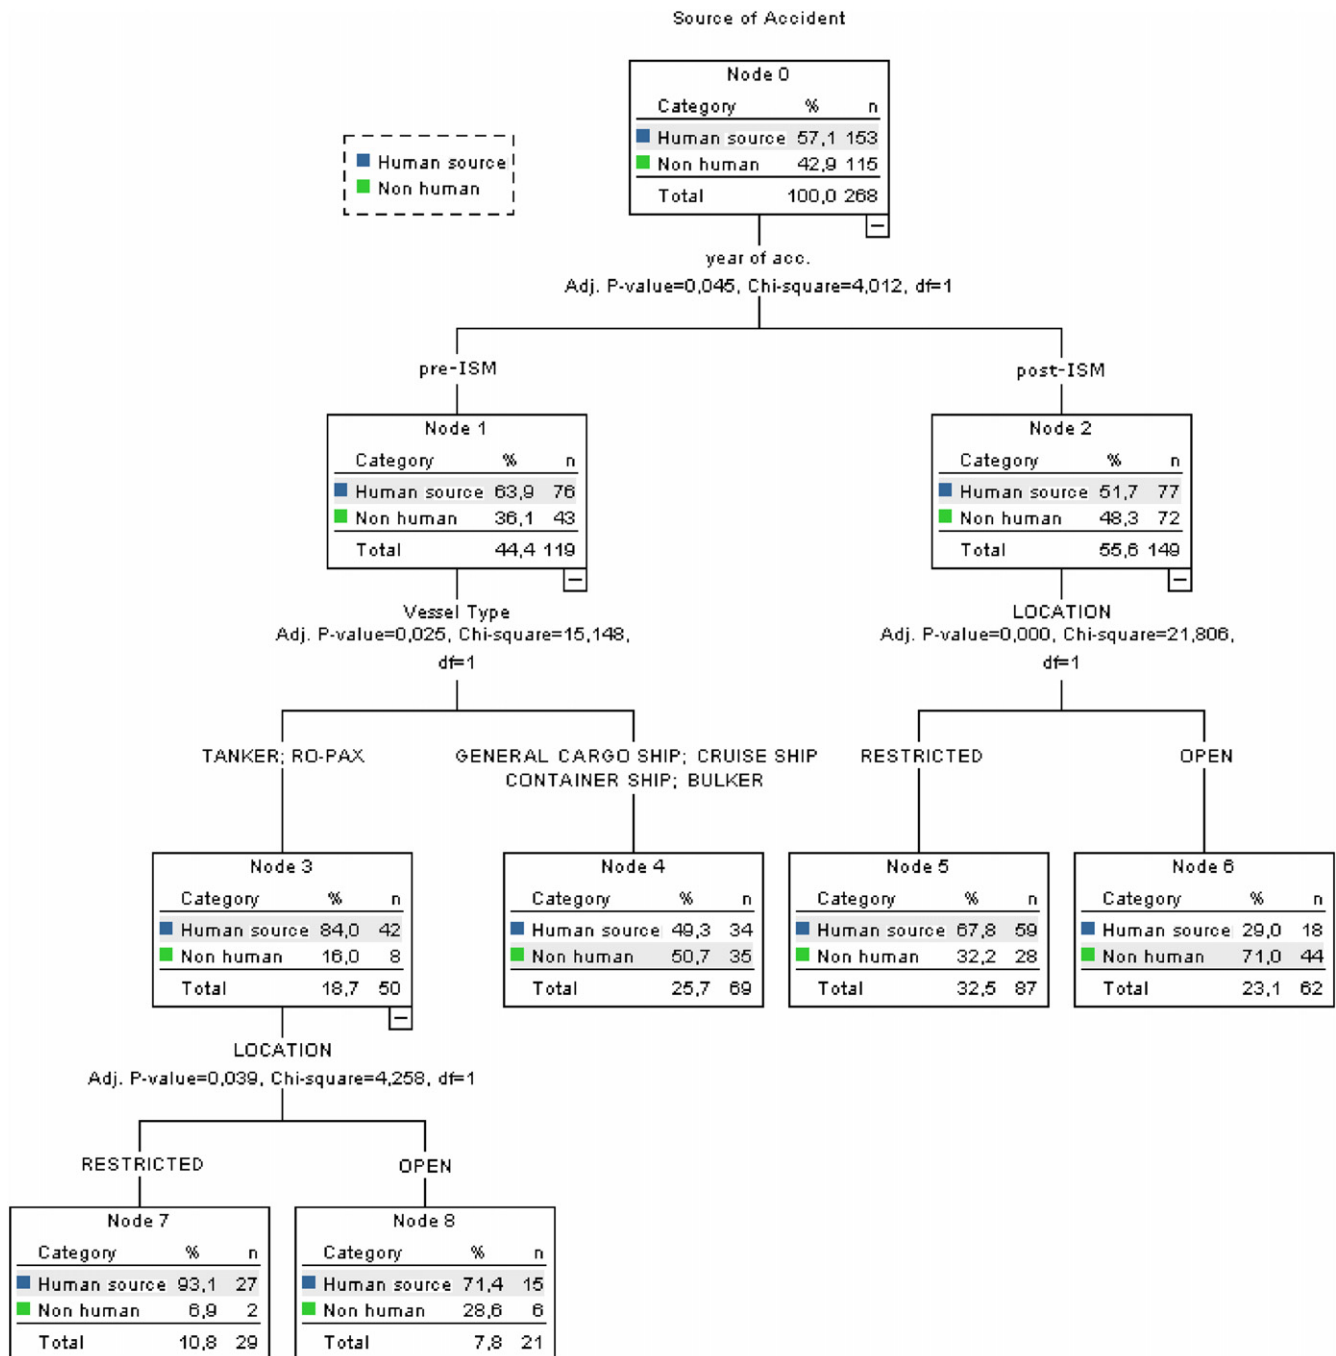 Source of Accident
Node 0
Category % n
Human source 57,1 153
Non human 42,9 115
Total 100,0 268
Human source
Non human
year of acc.
Adj. P-value=0,045, Chi-square=4,012, df=1
pre-ISM
post-ISM
Node 1
Category % n
Human source 63,9 76
Non human 36,1 43
Total 44,4 119
Node 2
Category % n
Human source 51,7 77
Non human 48,3 72
Total 55,6 149
Vessel Type
Adj. P-value=0,025, Chi-square=15,148,
df=1
LOCATION
Adj. P-value=0,000, Chi-square=21,806,
df=1
TANKER; RO-PAX
GENERAL CARGO SHIP; CRUISE SHIP
CONTAINER SHIP; BULKER
RESTRICTED
OPEN
Node 3
Category % n
Human source 84,0 42
Non human 16,0 8
Total 18,7 50
Node 4
Category % n
Human source 49,3 34
Non human 50,7 35
Total 25,7 69
Node 5
Category % n
Human source 67,8 59
Non human 32,2 28
Total 32,5 87
Node 6
Category % n
Human source 29,0 18
Non human 71,0 44
Total 23,1 62
LOCATION
Adj. P-value=0,039, Chi-square=4,258, df=1
RESTRICTED
OPEN
Node 7
Category % n
Human source 93,1 27
Non human 6,9 2
Total 10,8 29
Node 8
Category % n
Human source 71,4 15
Non human 28,6 6
Total 7,8 21